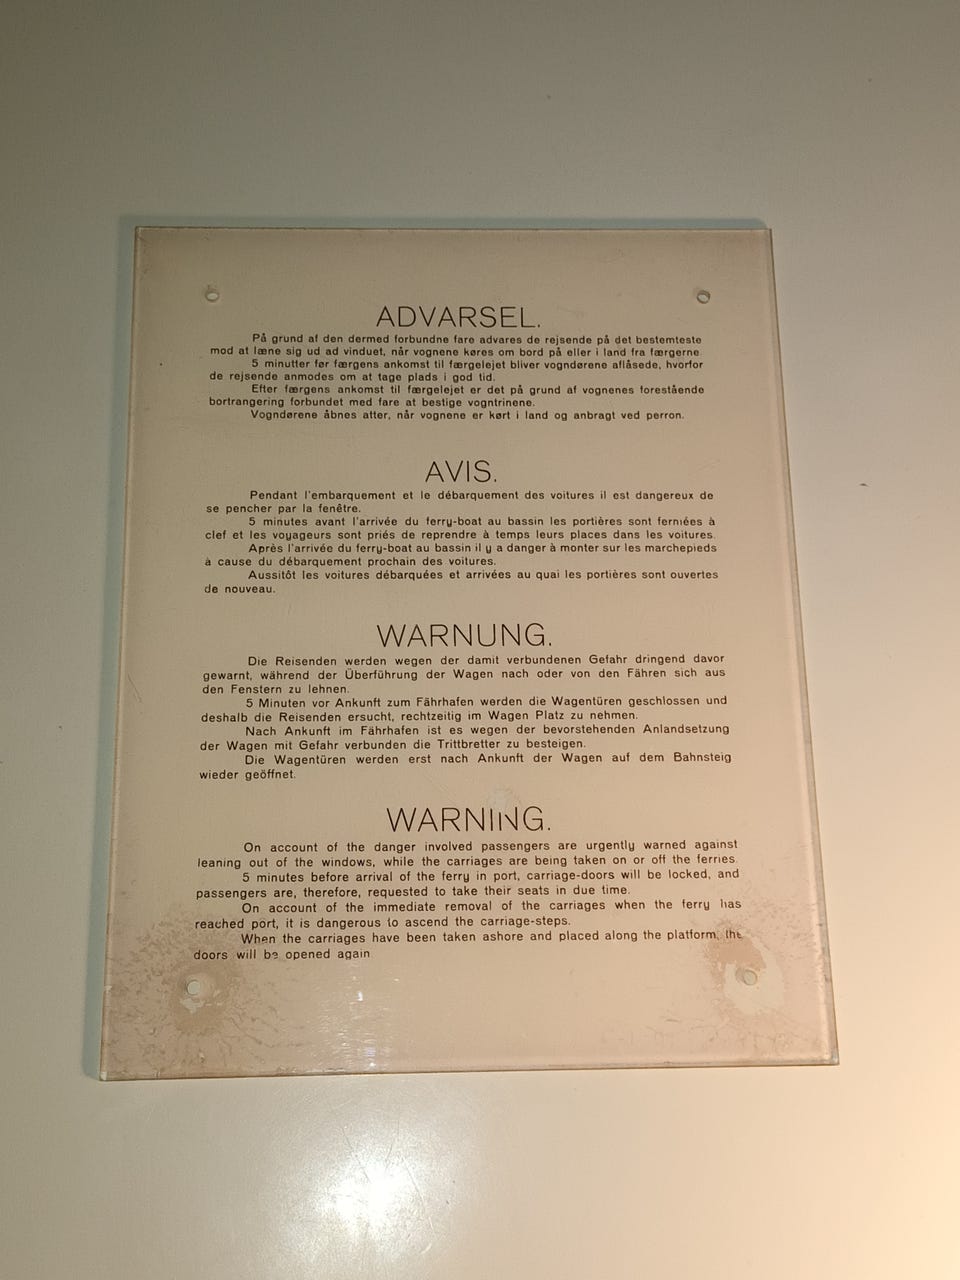 ADVARSEL.
På grund af den dermed forbundne fare advares de rejsende på det bestemteste
mod at læne sig ud ad vinduet, når vognene køres om bord på eller i land fra færgerne.
5 minutter før færgens ankomst til færgelejet bliver vogndørene aflåsede, hvorfor
de rejsende anmodes om at tage plads i god tid.
Efter færgens ankomst til færgelejet er det på grund af vognenes forestående
bortrangering forbundet med fare at bestige vogntrinene.
Vogndørene åbnes atter, når vognene er kørt i land og anbragt ved perron.
AVIS.
Pendant l'embarquement et le débarquement des voitures il est dangereux de
se pencher par la fenêtre.
5 minutes avant l'arrivée du ferry-boat au bassin les portières sont fermées à
clef et les voyageurs sont priés de reprendre à temps leurs places dans les voitures.
Après l'arrivée du ferry-boat au bassin il y a danger à monter sur les marchepieds
à cause du débarquement prochain des voitures.
Aussitôt les voitures débarquées et arrivées au quai les portières sont ouvertes
de nouveau.
WARNUNG.
Die Reisenden werden wegen der damit verbundenen Gefahr dringend davor
gewarnt, während der Überführung der Wagen nach oder von den Fähren sich aus
den Fenstern zu lehnen.
5 Minuten vor Ankunft zum Fährhafen werden die Wagentüren geschlossen und
deshalb die Reisenden ersucht, rechtzeitig im Wagen Platz zu nehmen.
Nach Ankunft im Fährhafen ist es wegen der bevorstehenden Anlandsetzung
der Wagen mit Gefahr verbunden die Trittbretter zu besteigen.
Die Wagentüren werden erst nach Ankunft der Wagen auf dem Bahnsteig
wieder geöffnet.
WARNING.
On account of the danger involved passengers are urgently warned against
leaning out of the windows, while the carriages are being taken on or off the ferries.
5 minutes before arrival of the ferry in port, carriage-doors will be locked, and
passengers are, therefore, requested to take their seats in due time.
On account of the immediate removal of the carriages when the ferry has
reached port, it is dangerous to ascend the carriage-steps.
When the carriages have been taken ashore and placed along the platform, the
doors will be opened again